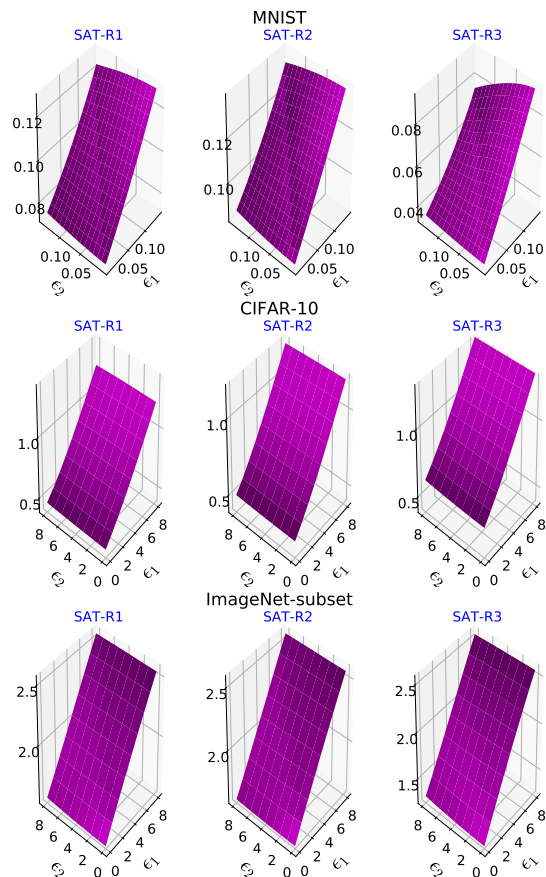 MNIST
SAT-R1 SAT-R2 SAT-R3
0.12 0.10 0.08 0.10 0.05 0.05 0.10 ϵ2 ϵ1
0.12 0.10 0.10 0.05 0.05 0.10 ϵ2 ϵ1
0.08 0.06 0.04 0.10 0.05 0.05 0.10 ϵ2 ϵ1
CIFAR-10
SAT-R1 SAT-R2 SAT-R3
1.0 0.5 8 6 4 2 0 0 2 4 6 8 ϵ2 ϵ1
1.0 0.5 8 6 4 2 0 0 2 4 6 8 ϵ2 ϵ1
1.0 0.5 8 6 4 2 0 0 2 4 6 8 ϵ2 ϵ1
ImageNet-subset
SAT-R1 SAT-R2 SAT-R3
2.5 2.0 8 6 4 2 0 0 2 4 6 8 ϵ2 ϵ1
2.5 2.0 8 6 4 2 0 0 2 4 6 8 ϵ2 ϵ1
2.5 2.0 1.5 8 6 4 2 0 0 2 4 6 8 ϵ2 ϵ1